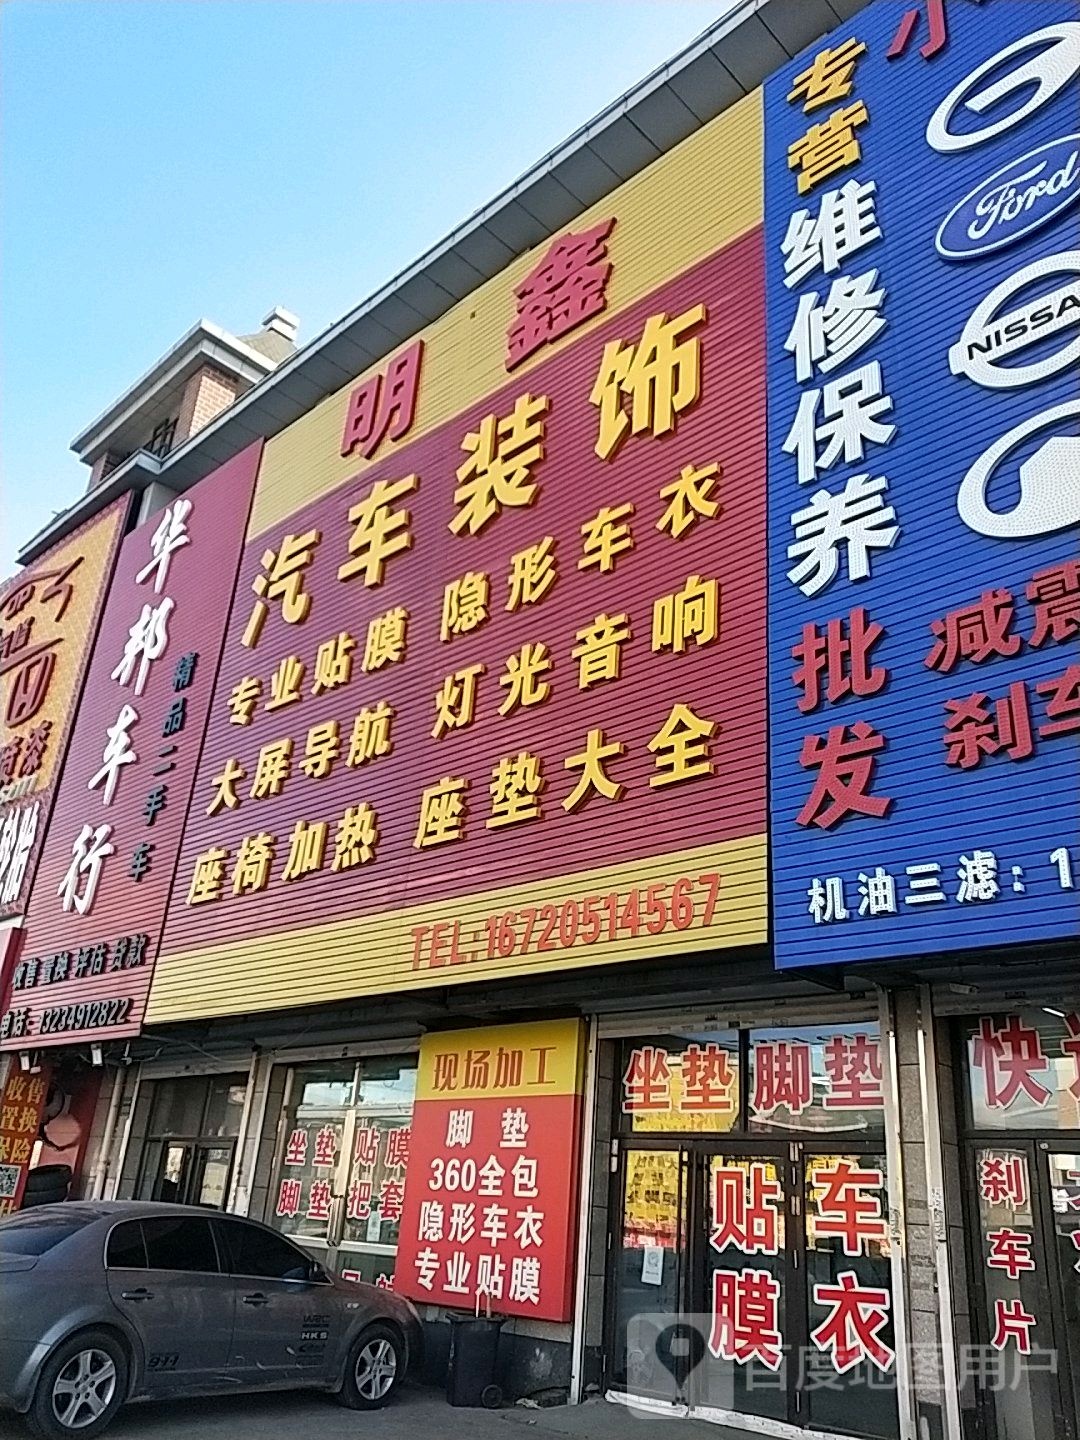 明鑫
汽车装饰
专业贴膜 隐形车衣
大屏导航 灯光音响
座椅加热 座垫大全
TEL:16720514567
华邦车行
精品二手车
收售 置换 评估 贷款
电话:13234912822
收售
置换
保险
专营维修保养
批发
减震
刹车
机油三滤:1
Ford
NISSA
现场加工
脚垫
360全包
隐形车衣
专业贴膜
坐垫 贴膜
脚垫 把套
坐垫脚垫
贴膜
车衣
快
刹车片
WRC
HKS
911
百度地图用户